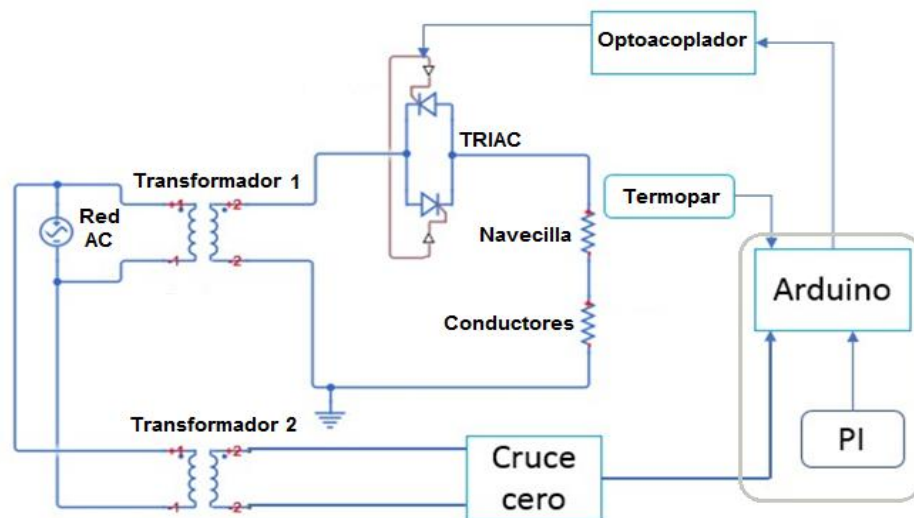 Optoacoplador
TRIAC
Transformador 1
+1
+2
Red
AC
-1
-2
Termopar
Navecilla
Arduino
Conductores
Transformador 2
+1
+2
-1
-2
Cruce
cero
PI